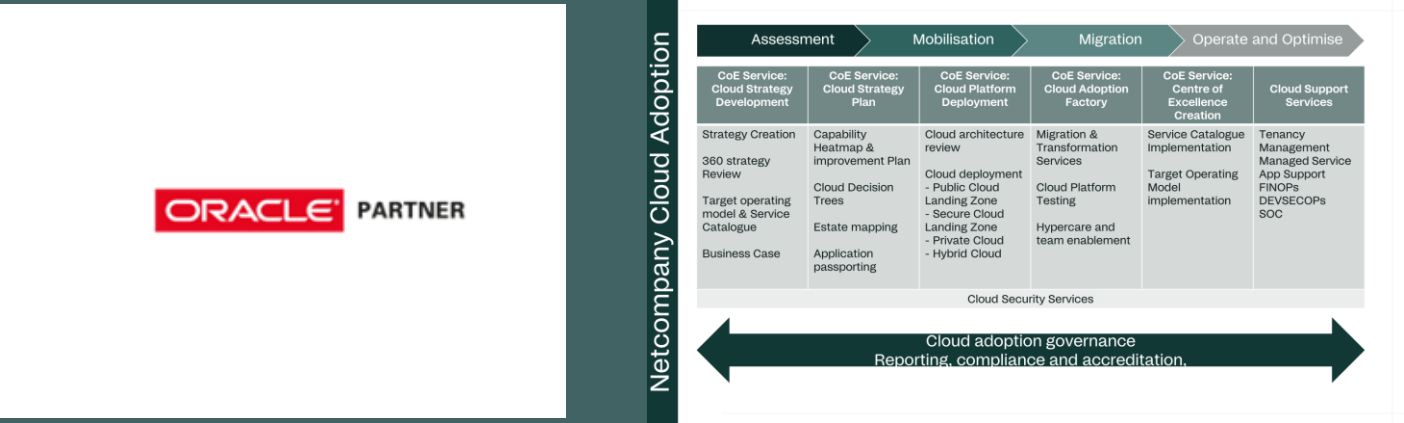 ORACLE PARTNER
Netcompany Cloud Adoption
Assessment
Mobilisation
Migration
Operate and Optimise
CoE Service:
Cloud Strategy
Development
CoE Service:
Cloud Strategy
Plan
CoE Service:
Cloud Platform
Deployment
CoE Service:
Cloud Adoption
Factory
CoE Service:
Centre of
Excellence
Creation
Cloud Support
Services
Strategy Creation
360 strategy
Review
Target operating
model & Service
Catalogue
Business Case
Capability
Heatmap &
improvement Plan
Cloud Decision
Trees
Estate mapping
Application
passporting
Cloud architecture
review
Cloud deployment
- Public Cloud
Landing Zone
- Secure Cloud
Landing Zone
- Private Cloud
- Hybrid Cloud
Migration &
Transformation
Services
Cloud Platform
Testing
Hypercare and
team enablement
Service Catalogue
Implementation
Target Operating
Model
implementation
Tenancy
Management
Managed Service
App Support
FINOPs
DEVSECOPs
SOC
Cloud Security Services
Cloud adoption governance
Reporting, compliance and accreditation,